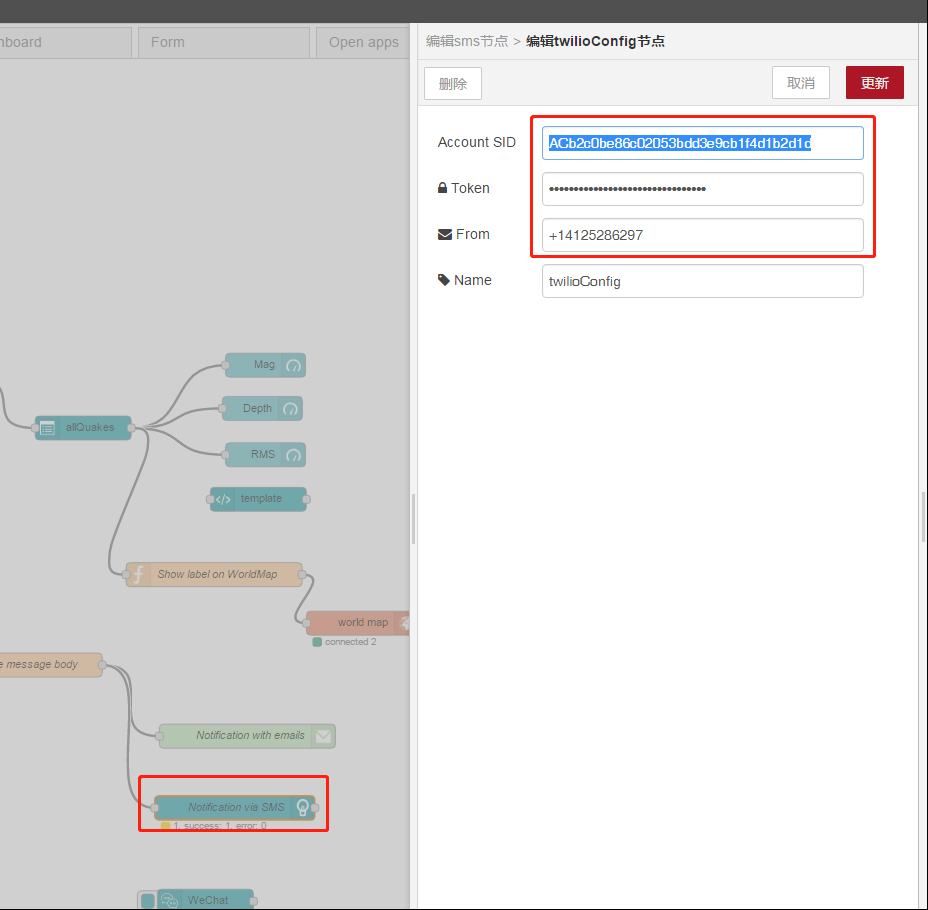 nboard
Form
Open apps
编辑sms节点 > 编辑twilioConfig节点
删除
取消
更新
Account SID
ACb2c0be86c02053bdd3e9cb1f4d1b2d1d
Token
••••••••••••••••••••••••••••••••
From
+14125286297
Name
twilioConfig
Mag
Depth
allQuakes
RMS
template
Show label on WorldMap
world map
connected 2
e message body
Notification with emails
Notification via SMS
1, success: 1, error: 0
WeChat